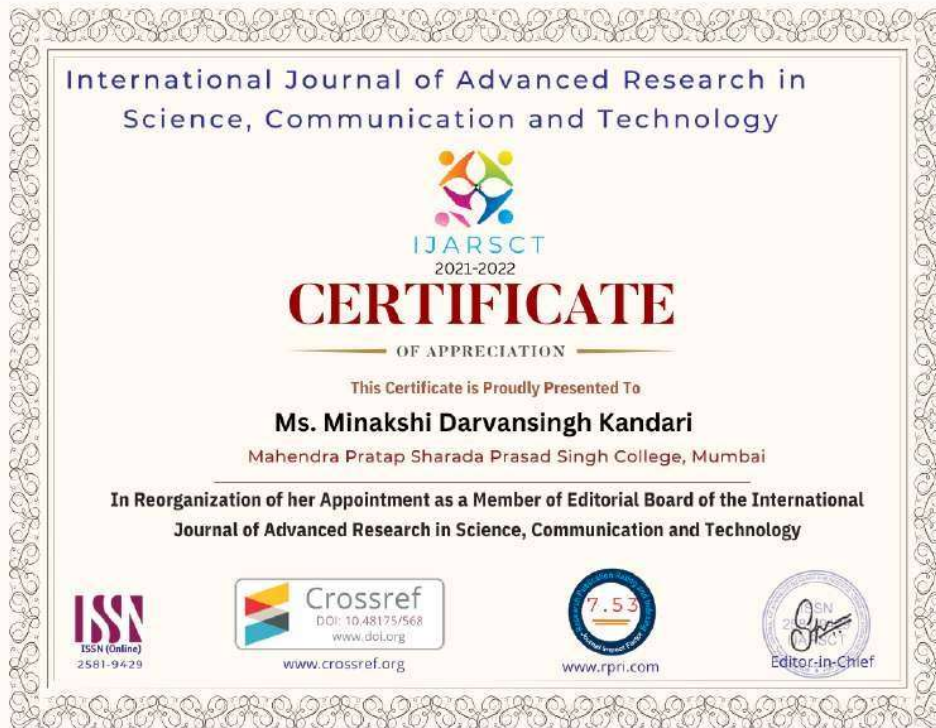 International Journal of Advanced Research in
Science, Communication and Technology
IJARSCT
2021-2022
CERTIFICATE
OF APPRECIATION
This Certificate is Proudly Presented To
Ms. Minakshi Darvansingh Kandari
Mahendra Pratap Sharada Prasad Singh College, Mumbai
In Reorganization of her Appointment as a Member of Editorial Board of the International
Journal of Advanced Research in Science, Communication and Technology
ISSN
ISSN (Online)
2581-9429
Crossref
DOI: 10.48175/568
www.doi.org
www.crossref.org
7.53
Journal Impact Factor
www.rpri.com
ISSN
Editor-in-Chief